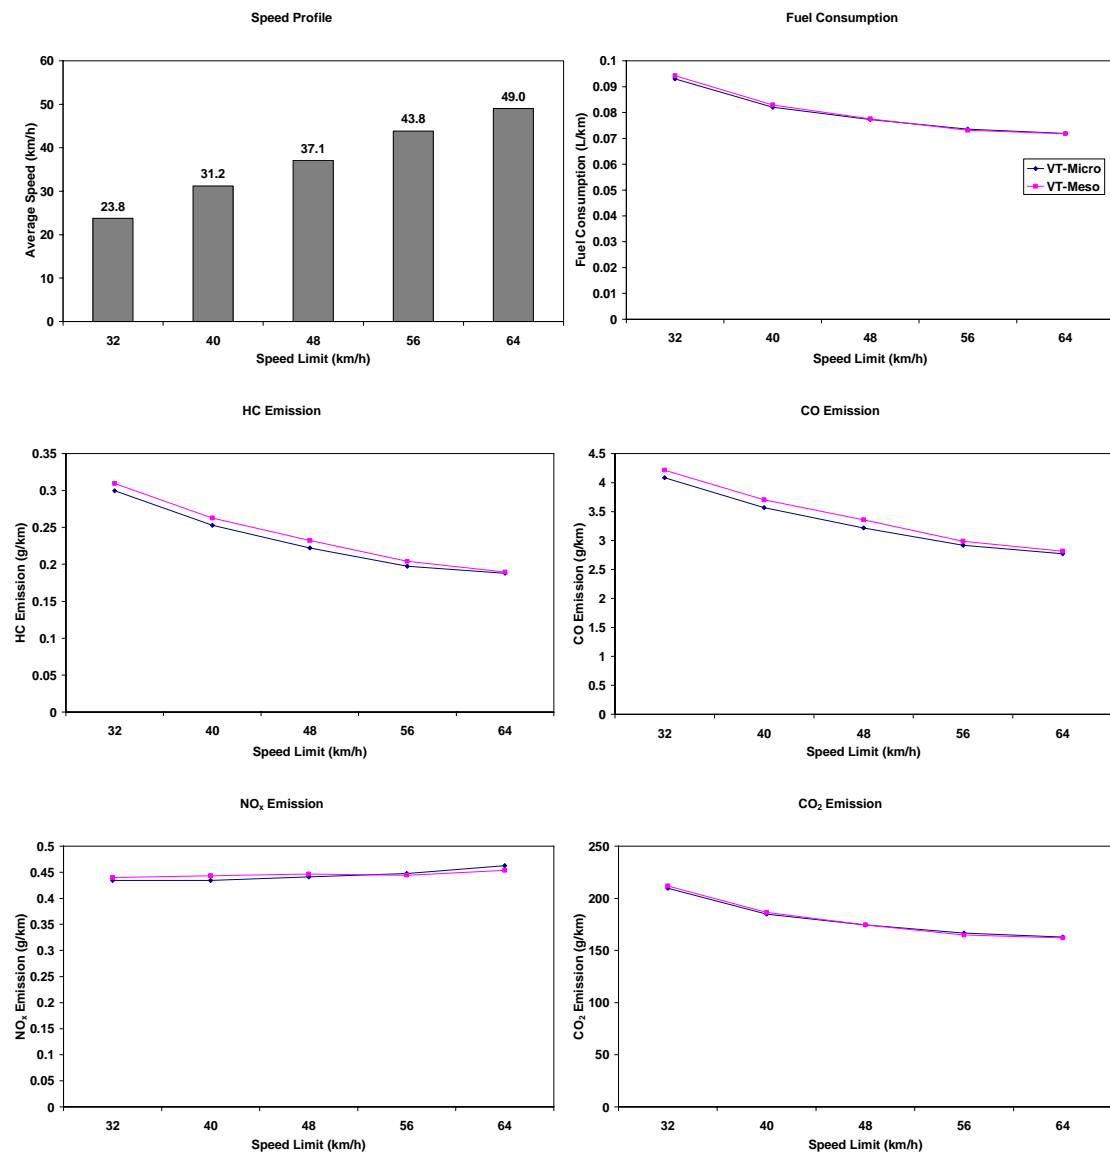 Speed Profile
60
50
40
30
20
10
0
Average Speed (km/h)
23.8
31.2
37.1
43.8
49.0
32 40 48 56 64
Speed Limit (km/h)
Fuel Consumption
0.1
0.09
0.08
0.07
0.06
0.05
0.04
0.03
0.02
0.01
0
Fuel Consumption (L/km)
VT-Micro
VT-Meso
32 40 48 56 64
Speed Limit (km/h)
HC Emission
0.35
0.3
0.25
0.2
0.15
0.1
0.05
0
HC Emission (g/km)
32 40 48 56 64
Speed Limit (km/h)
CO Emission
4.5
4
3.5
3
2.5
2
1.5
1
0.5
0
CO Emission (g/km)
32 40 48 56 64
Speed Limit (km/h)
NOx Emission
0.5
0.45
0.4
0.35
0.3
0.25
0.2
0.15
0.1
0.05
0
NOx Emission (g/km)
32 40 48 56 64
Speed Limit (km/h)
CO2 Emission
250
200
150
100
50
0
CO2 Emission (g/km)
32 40 48 56 64
Speed Limit (km/h)